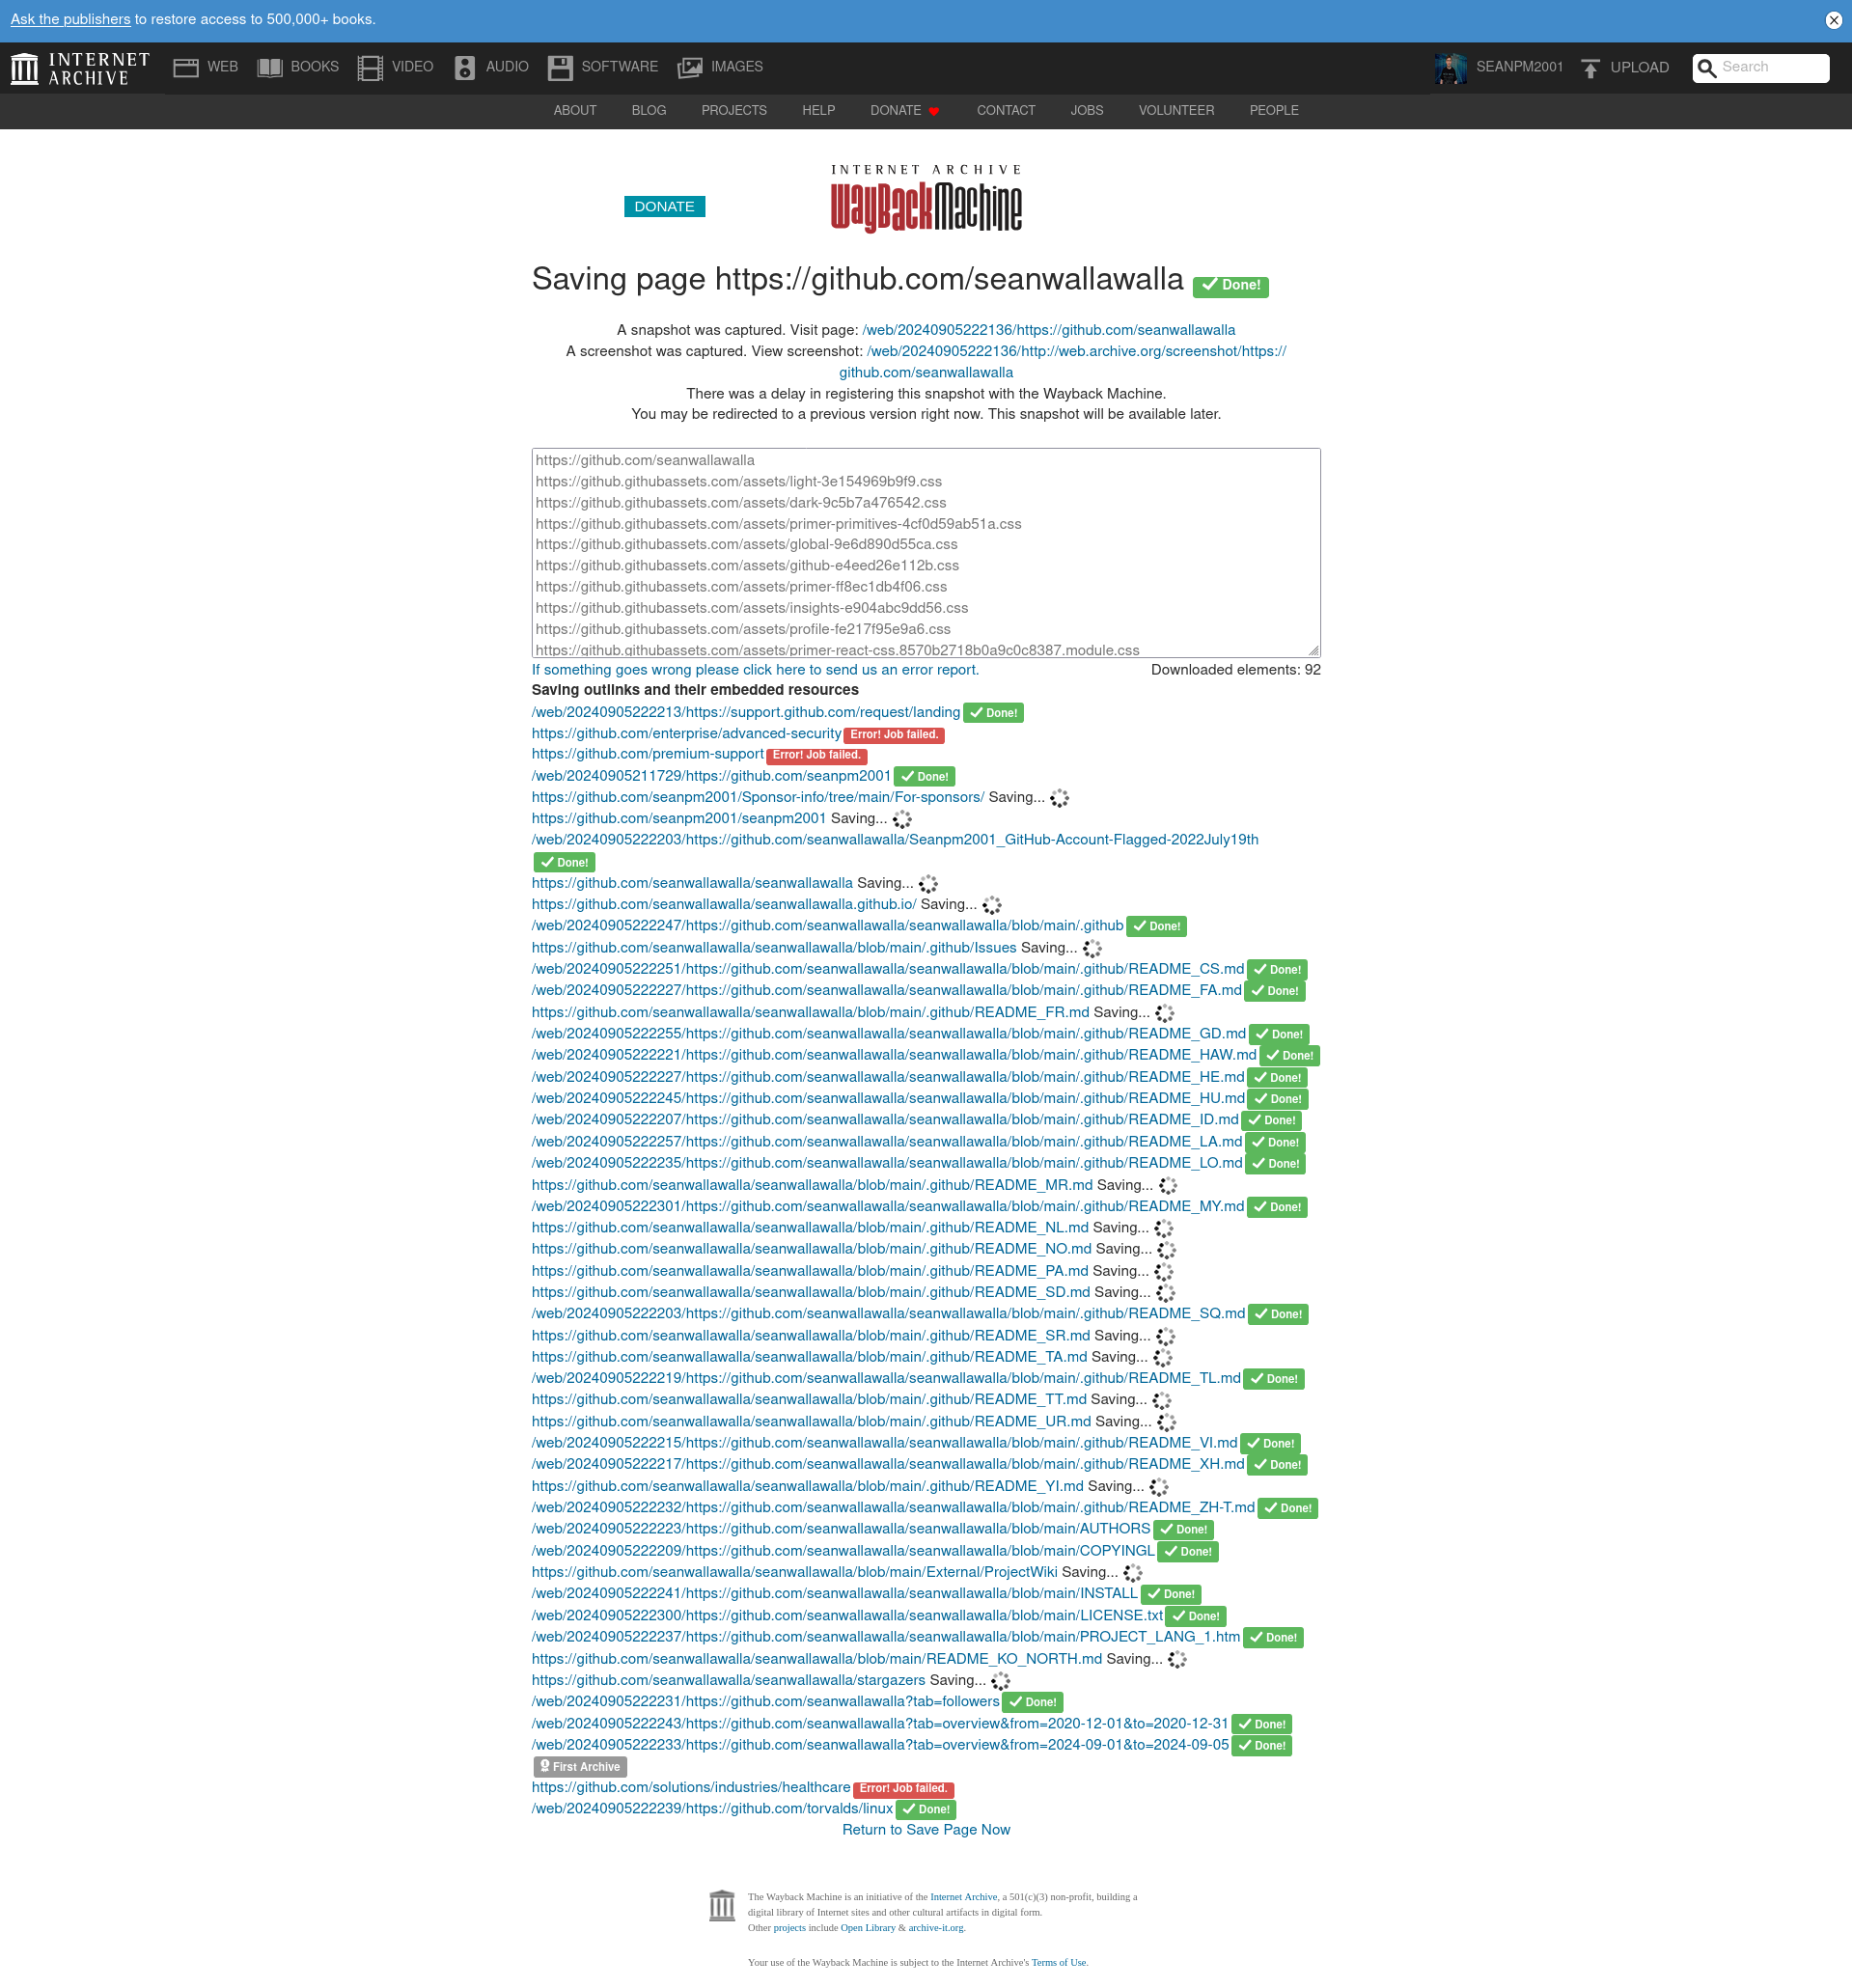 Ask the publishers to restore access to 500,000+ books.
INTERNET ARCHIVE
WEB BOOKS VIDEO AUDIO SOFTWARE IMAGES SEANPM2001 UPLOAD Search
ABOUT BLOG PROJECTS HELP DONATE CONTACT JOBS VOLUNTEER PEOPLE
INTERNET ARCHIVE
WayBackMachine
DONATE
Saving page https://github.com/seanwallawalla Done!
A snapshot was captured. Visit page: /web/20240905222136/https://github.com/seanwallawalla
A screenshot was captured. View screenshot: /web/20240905222136/http://web.archive.org/screenshot/https://
github.com/seanwallawalla
There was a delay in registering this snapshot with the Wayback Machine.
You may be redirected to a previous version right now. This snapshot will be available later.
https://github.com/seanwallawalla
https://github.githubassets.com/assets/light-3e154969b9f9.css
https://github.githubassets.com/assets/dark-9c5b7a476542.css
https://github.githubassets.com/assets/primer-primitives-4cf0d59ab51a.css
https://github.githubassets.com/assets/global-9e6d890d55ca.css
https://github.githubassets.com/assets/github-e4eed26e112b.css
https://github.githubassets.com/assets/primer-ff8ec1db4f06.css
https://github.githubassets.com/assets/insights-e904abc9dd56.css
https://github.githubassets.com/assets/profile-fe217f95e9a6.css
https://github.githubassets.com/assets/primer-react-css.8570b2718b0a9c0c8387.module.css
If something goes wrong please click here to send us an error report. Downloaded elements: 92
Saving outlinks and their embedded resources
/web/20240905222213/https://support.github.com/request/landing Done!
https://github.com/enterprise/advanced-security Error! Job failed.
https://github.com/premium-support Error! Job failed.
/web/20240905211729/https://github.com/seanpm2001 Done!
https://github.com/seanpm2001/Sponsor-info/tree/main/For-sponsors/ Saving...
https://github.com/seanpm2001/seanpm2001 Saving...
/web/20240905222203/https://github.com/seanwallawalla/Seanpm2001_GitHub-Account-Flagged-2022July19th
Done!
https://github.com/seanwallawalla/seanwallawalla Saving...
https://github.com/seanwallawalla/seanwallawalla.github.io/ Saving...
/web/20240905222247/https://github.com/seanwallawalla/seanwallawalla/blob/main/.github Done!
https://github.com/seanwallawalla/seanwallawalla/blob/main/.github/Issues Saving...
/web/20240905222251/https://github.com/seanwallawalla/seanwallawalla/blob/main/.github/README_CS.md Done!
/web/20240905222227/https://github.com/seanwallawalla/seanwallawalla/blob/main/.github/README_FA.md Done!
https://github.com/seanwallawalla/seanwallawalla/blob/main/.github/README_FR.md Saving...
/web/20240905222255/https://github.com/seanwallawalla/seanwallawalla/blob/main/.github/README_GD.md Done!
/web/20240905222221/https://github.com/seanwallawalla/seanwallawalla/blob/main/.github/README_HAW.md Done!
/web/20240905222227/https://github.com/seanwallawalla/seanwallawalla/blob/main/.github/README_HE.md Done!
/web/20240905222245/https://github.com/seanwallawalla/seanwallawalla/blob/main/.github/README_HU.md Done!
/web/20240905222207/https://github.com/seanwallawalla/seanwallawalla/blob/main/.github/README_ID.md Done!
/web/20240905222257/https://github.com/seanwallawalla/seanwallawalla/blob/main/.github/README_LA.md Done!
/web/20240905222235/https://github.com/seanwallawalla/seanwallawalla/blob/main/.github/README_LO.md Done!
https://github.com/seanwallawalla/seanwallawalla/blob/main/.github/README_MR.md Saving...
/web/20240905222301/https://github.com/seanwallawalla/seanwallawalla/blob/main/.github/README_MY.md Done!
https://github.com/seanwallawalla/seanwallawalla/blob/main/.github/README_NL.md Saving...
https://github.com/seanwallawalla/seanwallawalla/blob/main/.github/README_NO.md Saving...
https://github.com/seanwallawalla/seanwallawalla/blob/main/.github/README_PA.md Saving...
https://github.com/seanwallawalla/seanwallawalla/blob/main/.github/README_SD.md Saving...
/web/20240905222203/https://github.com/seanwallawalla/seanwallawalla/blob/main/.github/README_SQ.md Done!
https://github.com/seanwallawalla/seanwallawalla/blob/main/.github/README_SR.md Saving...
https://github.com/seanwallawalla/seanwallawalla/blob/main/.github/README_TA.md Saving...
/web/20240905222219/https://github.com/seanwallawalla/seanwallawalla/blob/main/.github/README_TL.md Done!
https://github.com/seanwallawalla/seanwallawalla/blob/main/.github/README_TT.md Saving...
https://github.com/seanwallawalla/seanwallawalla/blob/main/.github/README_UR.md Saving...
/web/20240905222215/https://github.com/seanwallawalla/seanwallawalla/blob/main/.github/README_VI.md Done!
/web/20240905222217/https://github.com/seanwallawalla/seanwallawalla/blob/main/.github/README_XH.md Done!
https://github.com/seanwallawalla/seanwallawalla/blob/main/.github/README_YI.md Saving...
/web/20240905222232/https://github.com/seanwallawalla/seanwallawalla/blob/main/.github/README_ZH-T.md Done!
/web/20240905222223/https://github.com/seanwallawalla/seanwallawalla/blob/main/AUTHORS Done!
/web/20240905222209/https://github.com/seanwallawalla/seanwallawalla/blob/main/COPYINGL Done!
https://github.com/seanwallawalla/seanwallawalla/blob/main/External/ProjectWiki Saving...
/web/20240905222241/https://github.com/seanwallawalla/seanwallawalla/blob/main/INSTALL Done!
/web/20240905222300/https://github.com/seanwallawalla/seanwallawalla/blob/main/LICENSE.txt Done!
/web/20240905222237/https://github.com/seanwallawalla/seanwallawalla/blob/main/PROJECT_LANG_1.htm Done!
https://github.com/seanwallawalla/seanwallawalla/blob/main/README_KO_NORTH.md Saving...
https://github.com/seanwallawalla/seanwallawalla/stargazers Saving...
/web/20240905222231/https://github.com/seanwallawalla?tab=followers Done!
/web/20240905222243/https://github.com/seanwallawalla?tab=overview&from=2020-12-01&to=2020-12-31 Done!
/web/20240905222233/https://github.com/seanwallawalla?tab=overview&from=2024-09-01&to=2024-09-05 Done!
First Archive
https://github.com/solutions/industries/healthcare Error! Job failed.
/web/20240905222239/https://github.com/torvalds/linux Done!
Return to Save Page Now
The Wayback Machine is an initiative of the Internet Archive, a 501(c)(3) non-profit, building a
digital library of Internet sites and other cultural artifacts in digital form.
Other projects include Open Library & archive-it.org.
Your use of the Wayback Machine is subject to the Internet Archive's Terms of Use.